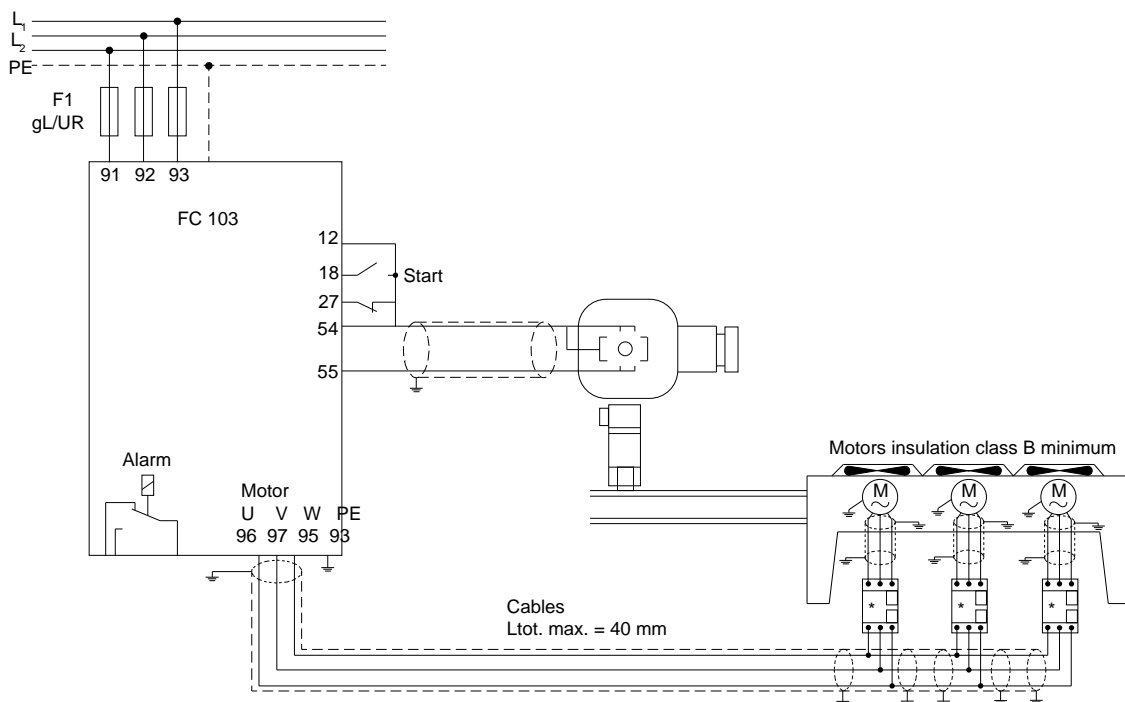 L1
L2
PE
F1
gL/UR
91 92 93
FC 103
12
18 Start
27
54
55
Alarm
Motor
U V W PE
96 97 95 93
Motors insulation class B minimum
M M M
* * *
Cables
Ltot. max. = 40 mm